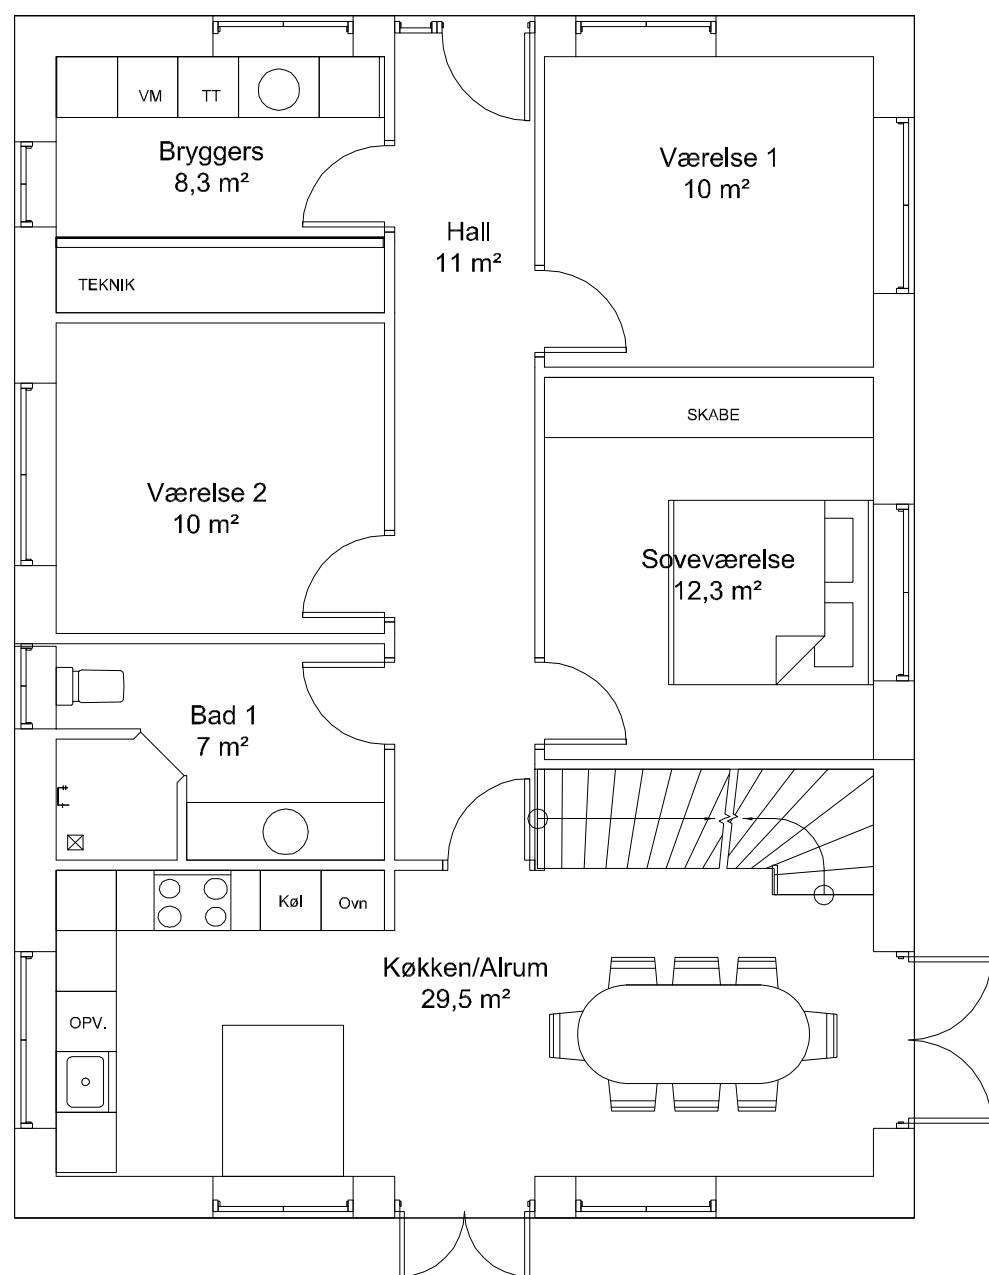 VM
TT
Bryggers
8,3 m²
Værelse 1
10 m²
Hall
11 m²
TEKNIK
SKABE
Værelse 2
10 m²
Soveværelse
12,3 m²
Bad 1
7 m²
Køl
Ovn
Køkken/Alrum
29,5 m²
OPV.